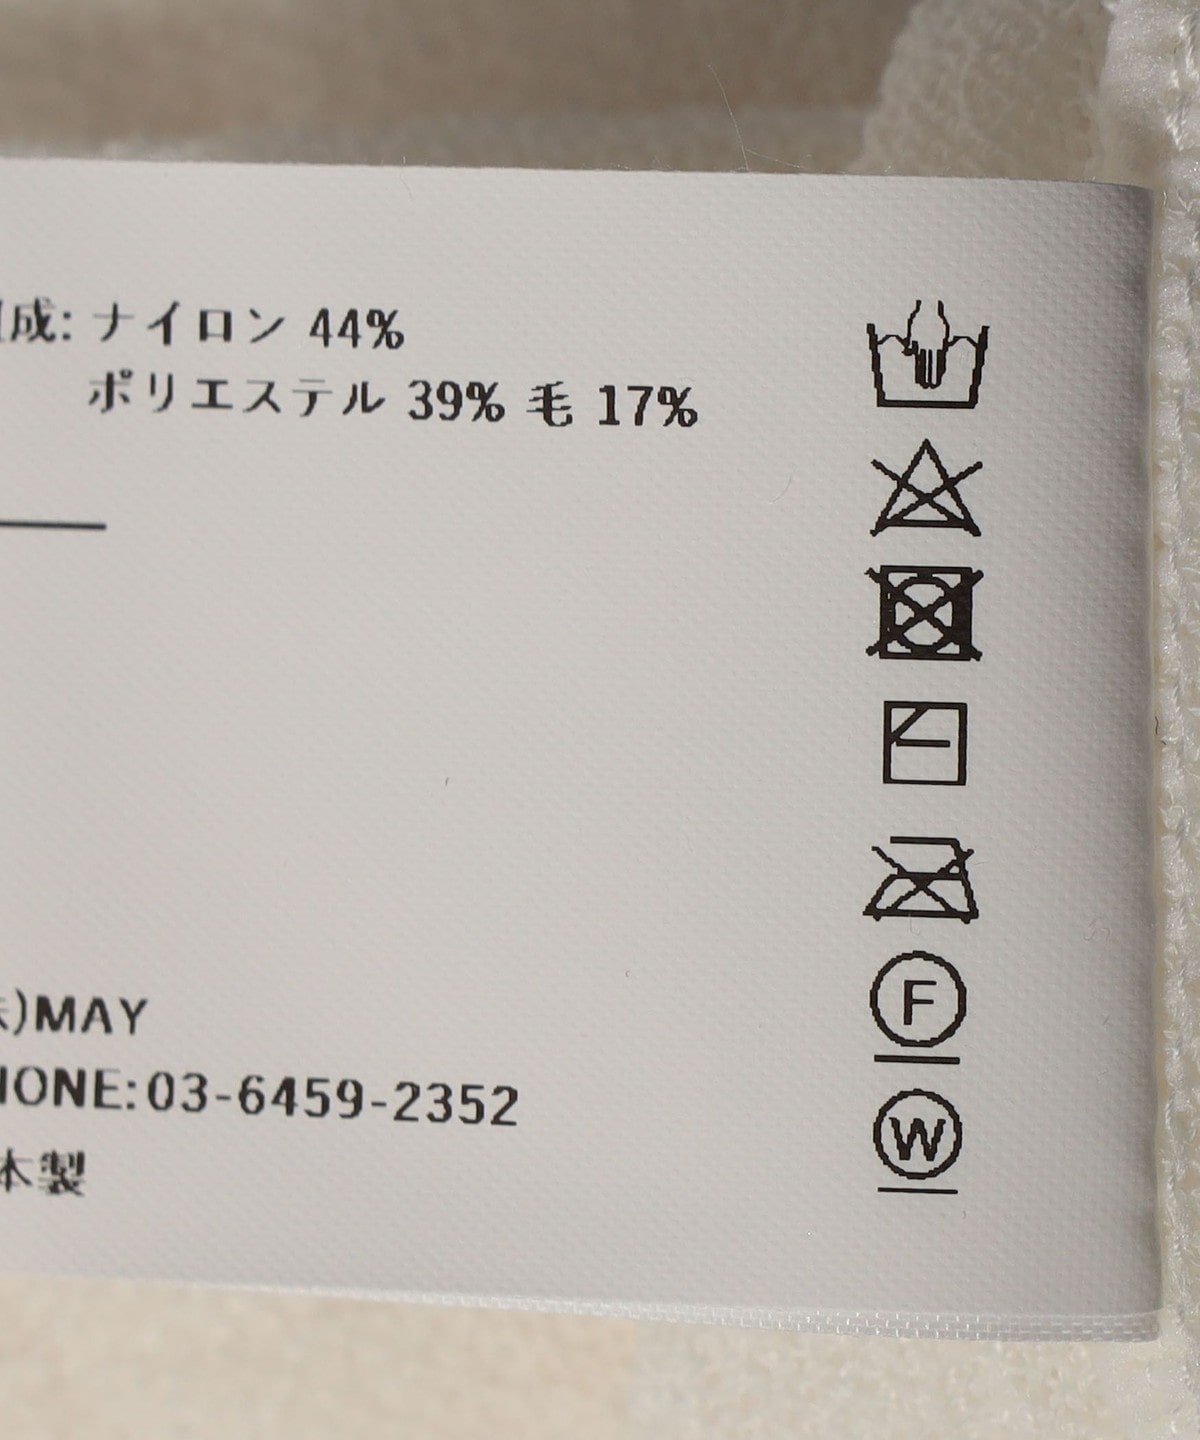 成: ナイロン 44%
ポリエステル 39% 毛 17%
)MAY
ONE:03-6459-2352
本製
F
W